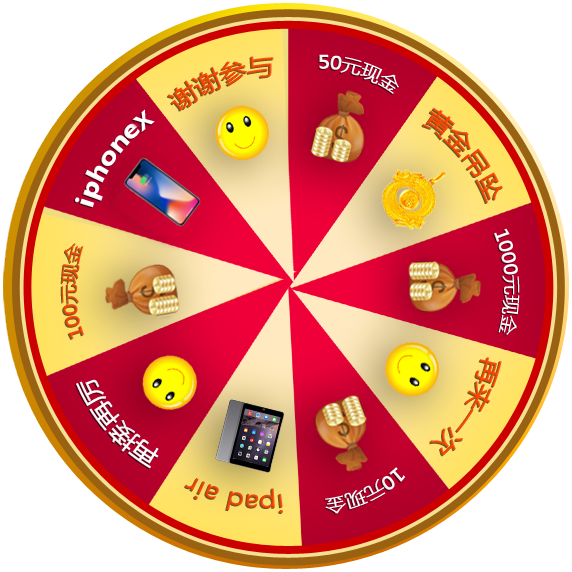 50元现金
黄金吊坠
1000元现金
再来一次
10元现金
ipad air
再接再厉
100元现金
iphonex
谢谢参与